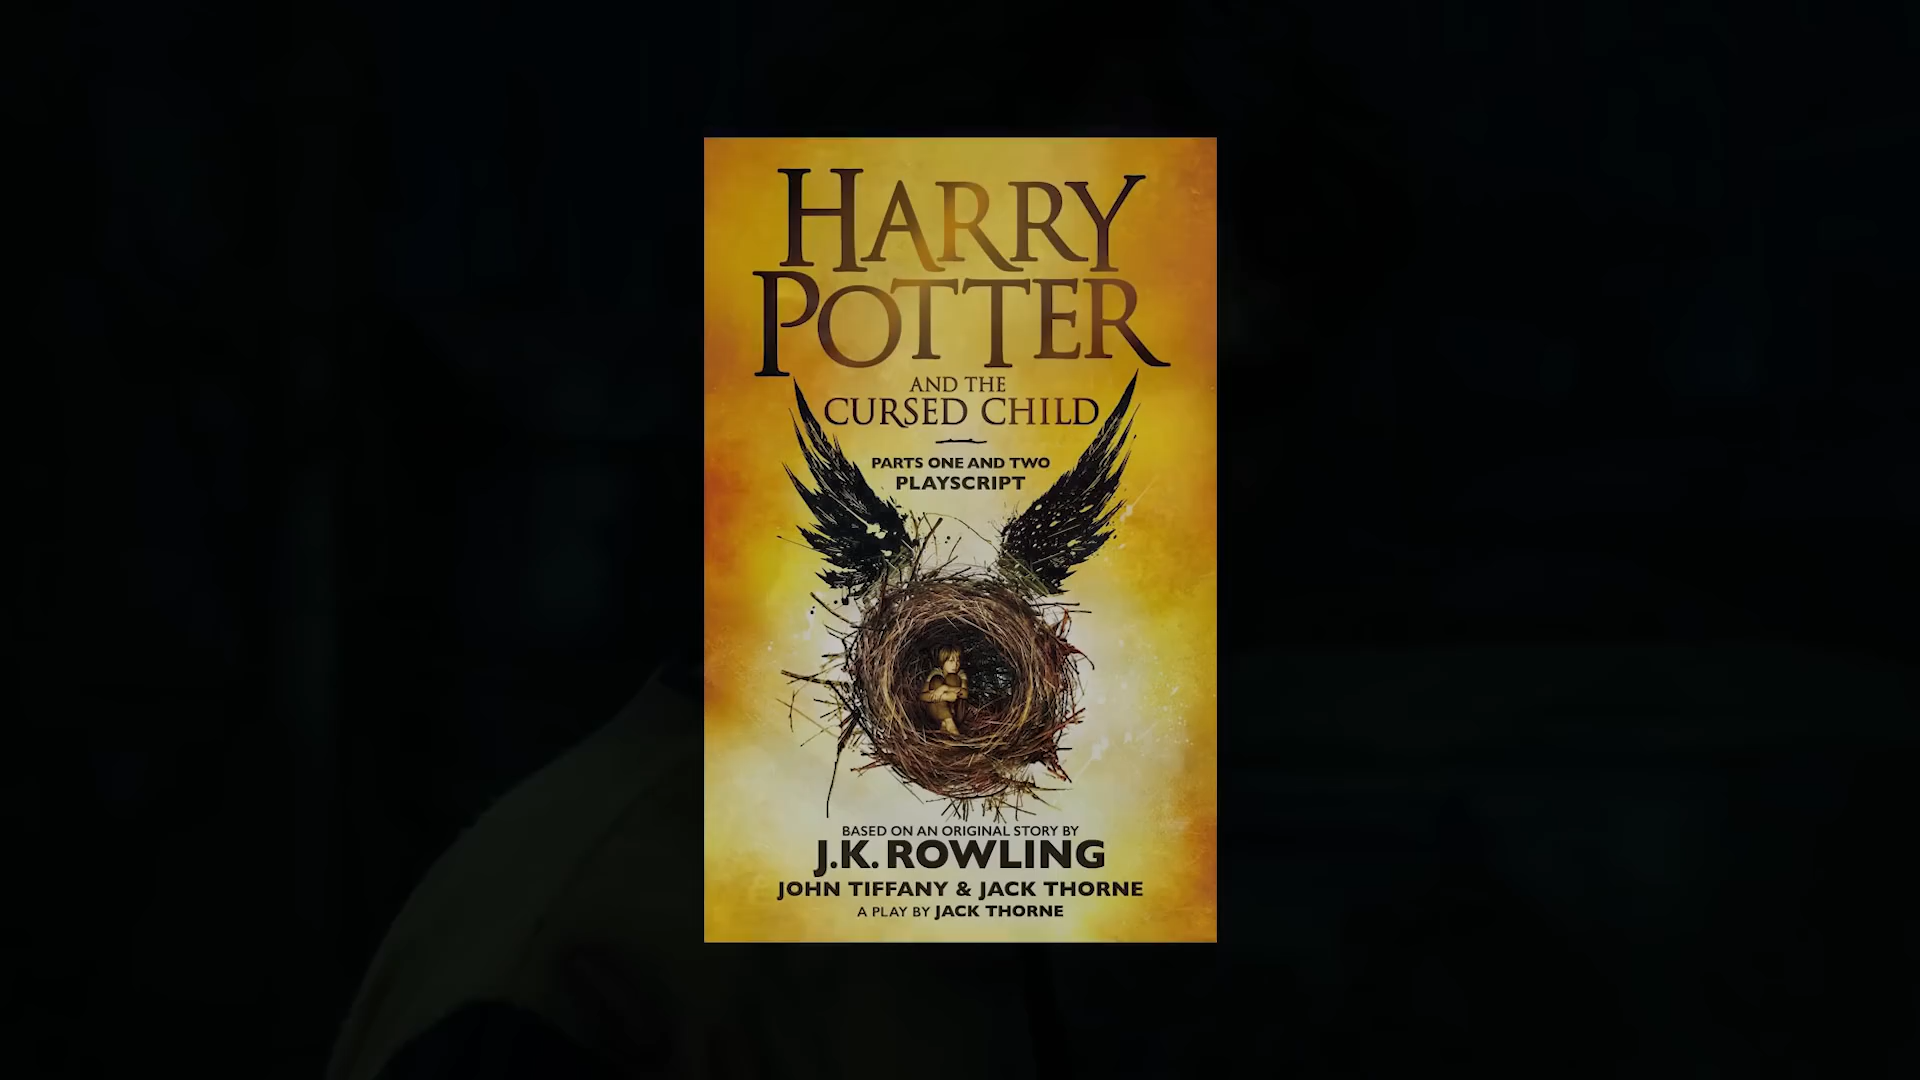 HARRY
POTTER
AND THE
CURSED CHILD
PARTS ONE AND TWO
PLAYSCRIPT
BASED ON AN ORIGINAL STORY BY
J.K. ROWLING
JOHN TIFFANY & JACK THORNE
A PLAY BY JACK THORNE